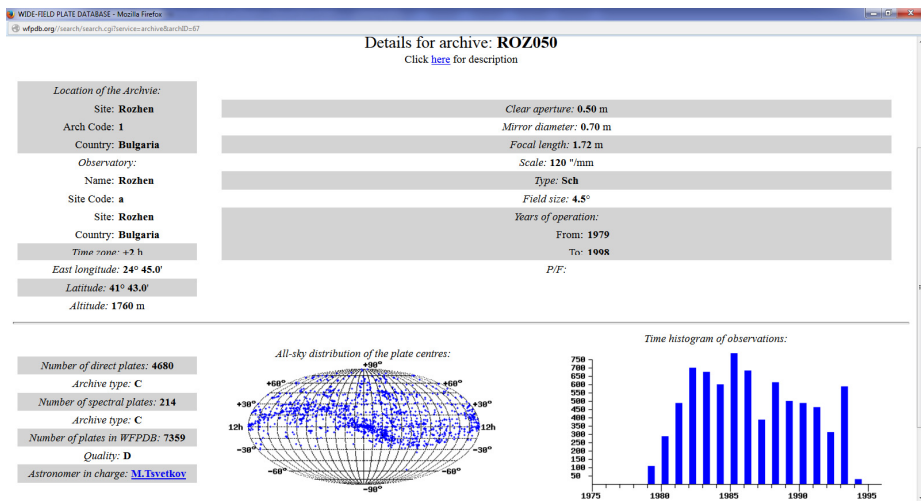 WIDE-FIELD PLATE DATABASE - Mozilla Firefox
wfpdb.org//search/search.cgi?service=archive&archID=67
Details for archive: ROZ050
Click here for description
Location of the Archvie:
Site: Rozhen
Arch Code: 1
Country: Bulgaria
Observatory:
Name: Rozhen
Site Code: a
Site: Rozhen
Country: Bulgaria
Time zone: +2 h
East longitude: 24° 45.0'
Latitude: 41° 43.0'
Altitude: 1760 m
Clear aperture: 0.50 m
Mirror diameter: 0.70 m
Focal length: 1.72 m
Scale: 120 "/mm
Type: Sch
Field size: 4.5°
Years of operation:
From: 1979
To: 1998
P/F:
Number of direct plates: 4680
Archive type: C
Number of spectral plates: 214
Archive type: C
Number of plates in WFPDB: 7359
Quality: D
Astronomer in charge: M.Tsvetkov
All-sky distribution of the plate centres:
+90°
+60° +60°
+30° +30°
12h 12h
-30° -30°
-60° -60°
-90°
Time histogram of observations:
750
700
650
600
550
500
450
400
350
300
250
200
150
100
50
1975 1980 1985 1990 1995